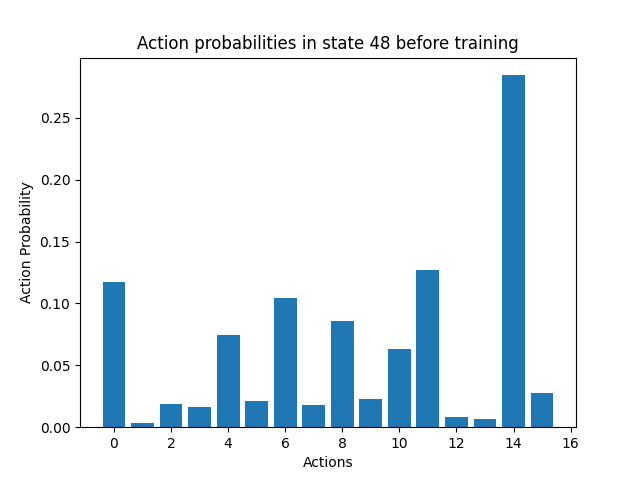 Action probabilities in state 48 before training
0.25
0.20
0.15
0.10
0.05
0.00
Action Probability
0 2 4 6 8 10 12 14 16
Actions